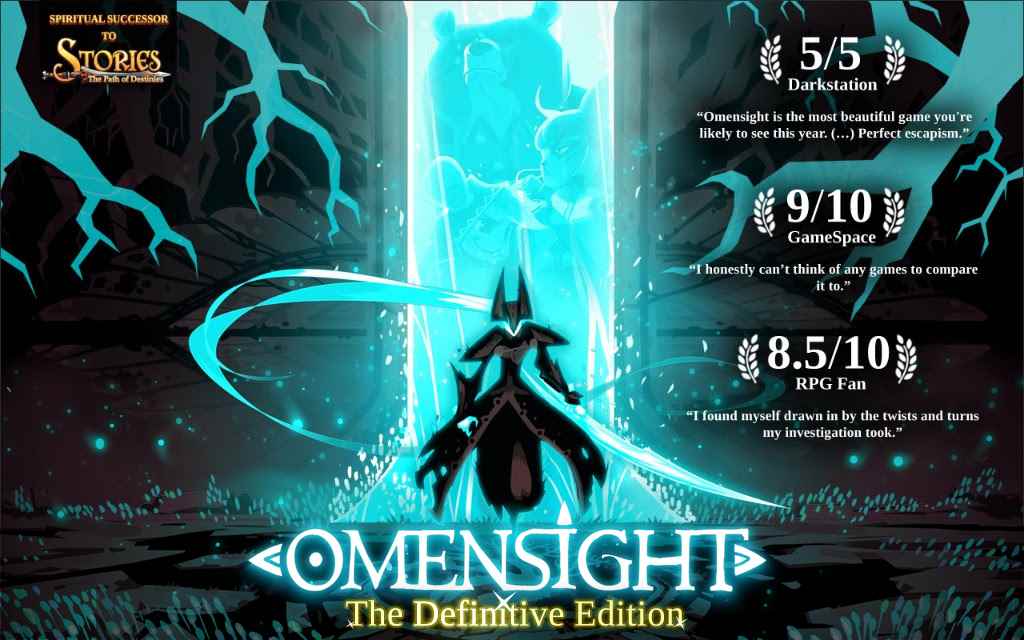 SPIRITUAL SUCCESSOR
TO
STORIES
The Path of Destinies
5/5
Darkstation
“Omensight is the most beautiful game you're
likely to see this year. (…) Perfect escapism.”
9/10
GameSpace
“I honestly can’t think of any games to compare
it to.”
8.5/10
RPG Fan
“I found myself drawn in by the twists and turns
my investigation took.”
OMENSIGHT
The Definitive Edition